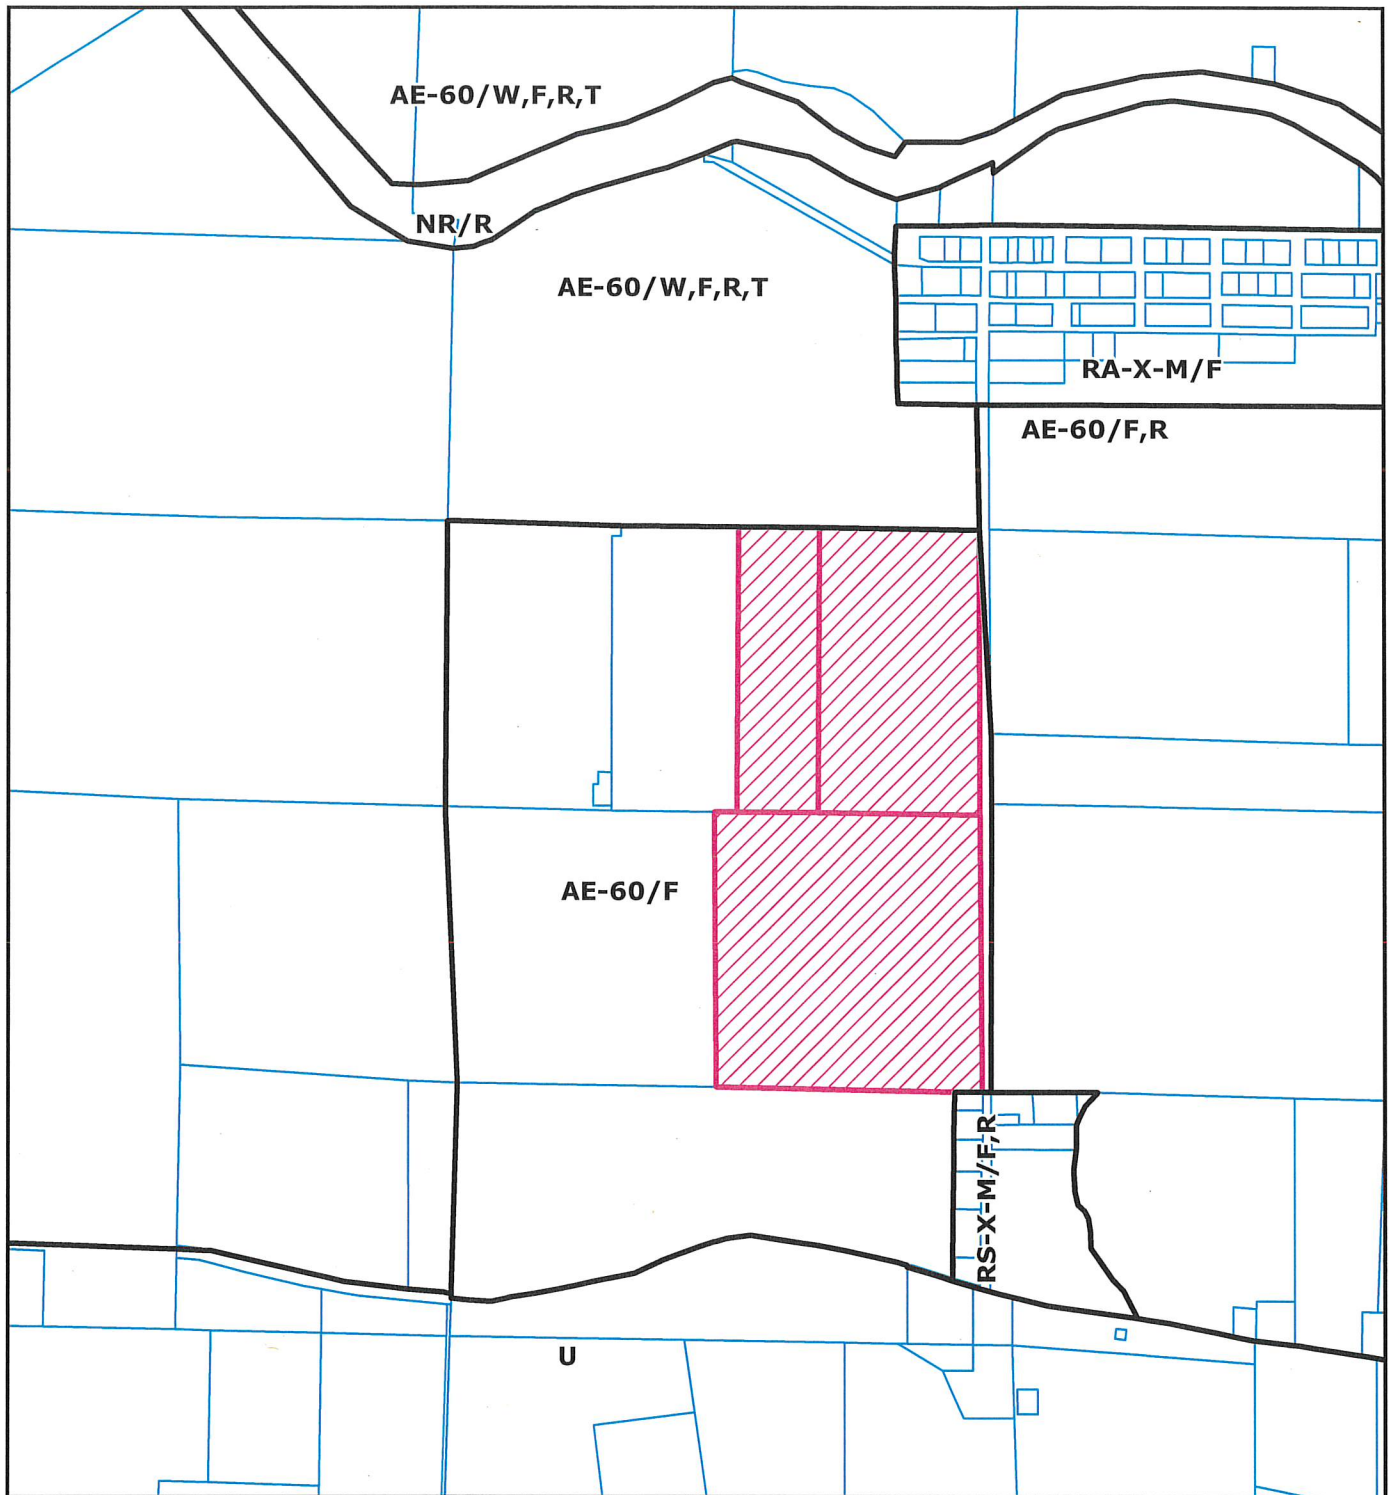 AE-60/W,F,R,T
NR/R
AE-60/W,F,R,T
RA-X-M/F
AE-60/F,R
AE-60/F
RS-X-M/F,R
U